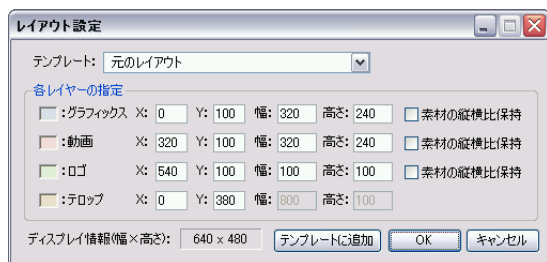 レイアウト設定
テンプレート: 元のレイアウト
各レイヤーの指定
:グラフィックス X: 0 Y: 100 幅: 320 高さ: 240 素材の縦横比保持
:動画 X: 320 Y: 100 幅: 320 高さ: 240 素材の縦横比保持
:ロゴ X: 540 Y: 100 幅: 100 高さ: 100 素材の縦横比保持
:テロップ X: 0 Y: 380 幅: 800 高さ: 100
ディスプレイ情報(幅×高さ): 640 x 480 テンプレートに追加 OK キャンセル